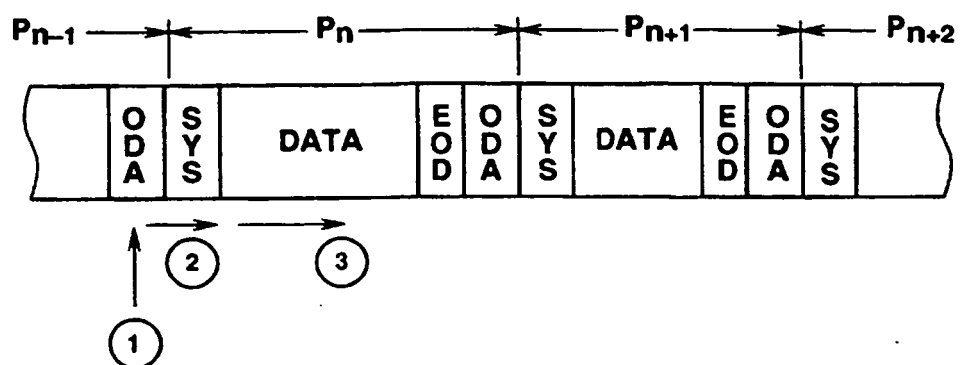 Pn–1 Pn Pn+1 Pn+2
ODA SYS DATA EOD ODA SYS DATA EOD ODA SYS
2 3
1